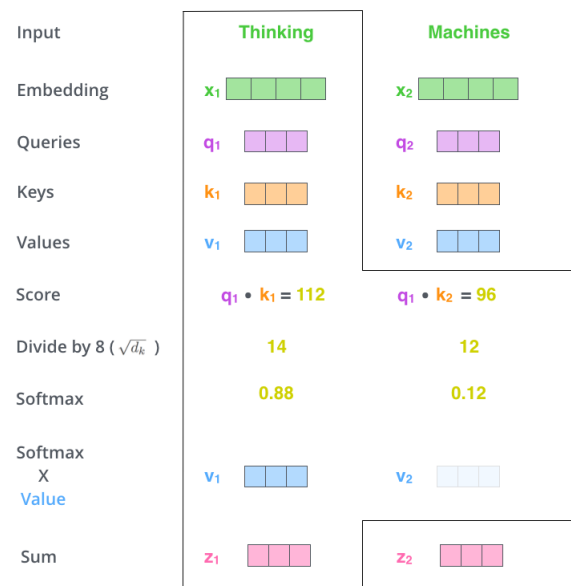 Input Thinking Machines
Embedding x1 x2
Queries q1 q2
Keys k1 k2
Values v1 v2
Score q1 • k1 = 112 q1 • k2 = 96
Divide by 8 ( √dk ) 14 12
Softmax 0.88 0.12
Softmax
X
Value v1 v2
Sum z1 z2